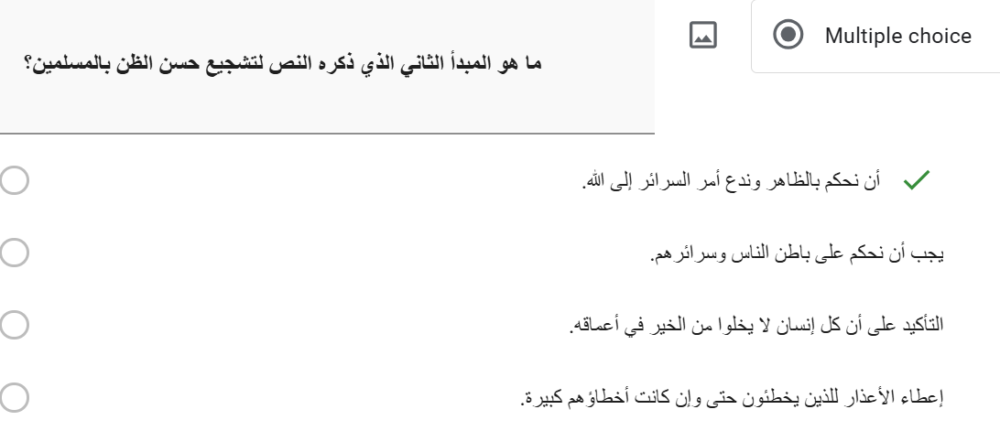 Multiple choice
ما هو المبدأ الثاني الذي ذكره النص لتشجيع حسن الظن بالمسلمين؟
أن نحكم بالظاهر وندع أمر السرائر إلى الله.
يجب أن نحكم على باطن الناس وسرائرهم.
التأكيد على أن كل إنسان لا يخلوا من الخير في أعماقه.
إعطاء الأعذار للذين يخطئون حتى وإن كانت أخطاؤهم كبيرة.